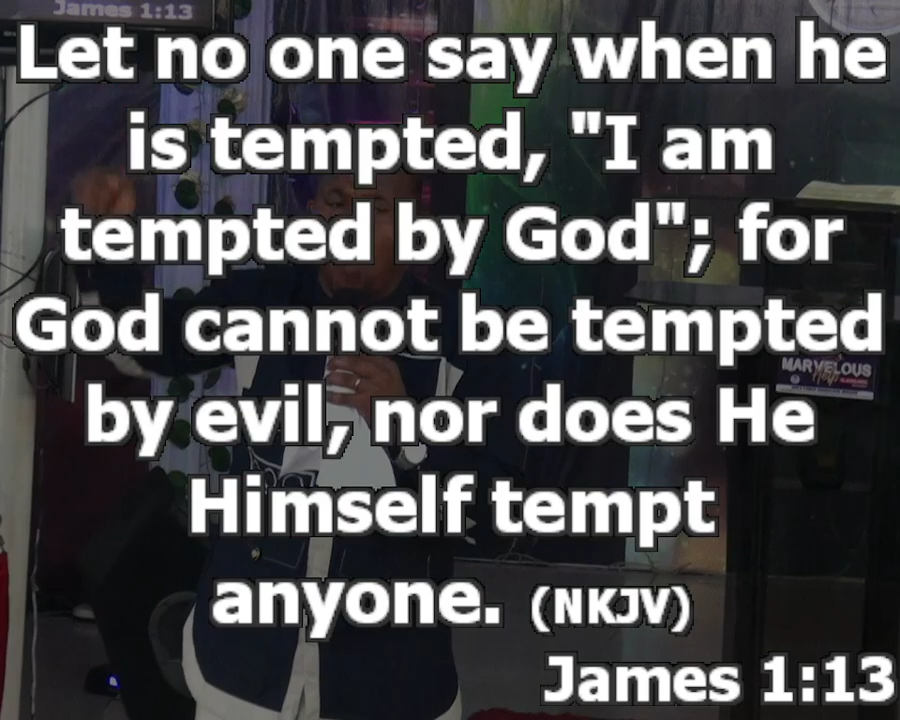 James 1:13
Let no one say when he
is tempted, "I am
tempted by God"; for
God cannot be tempted
by evil, nor does He
Himself tempt
anyone. (NKJV)
James 1:13
MARVELOUS